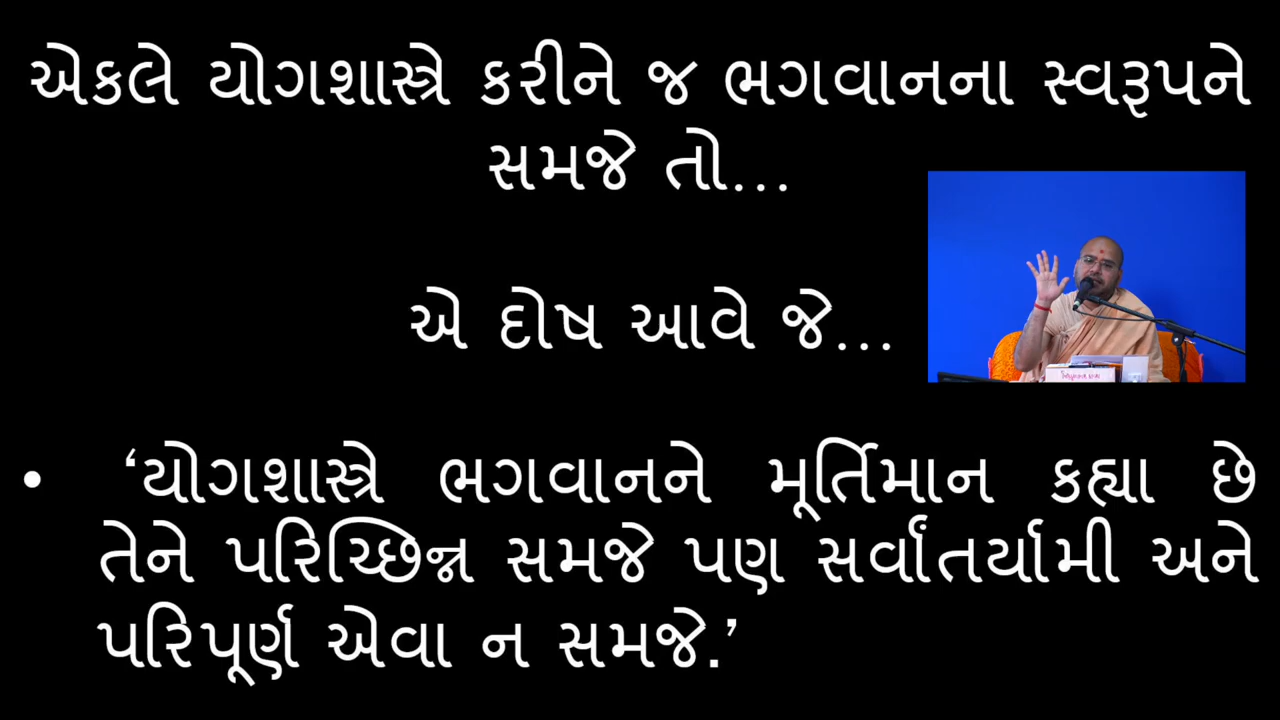 એકલે યોગશાસ્ત્રે કરીને જ ભગવાનના સ્વરૂપને
સમજે તો...
એ દોષ આવે જે...
• ‘યોગશાસ્ત્રે ભગવાનને મૂર્તિમાન કહ્યા છે
તેને પરિચ્છિન્ન સમજે પણ સર્વાંતર્યામી અને
પરિપૂર્ણ એવા ન સમજે.’